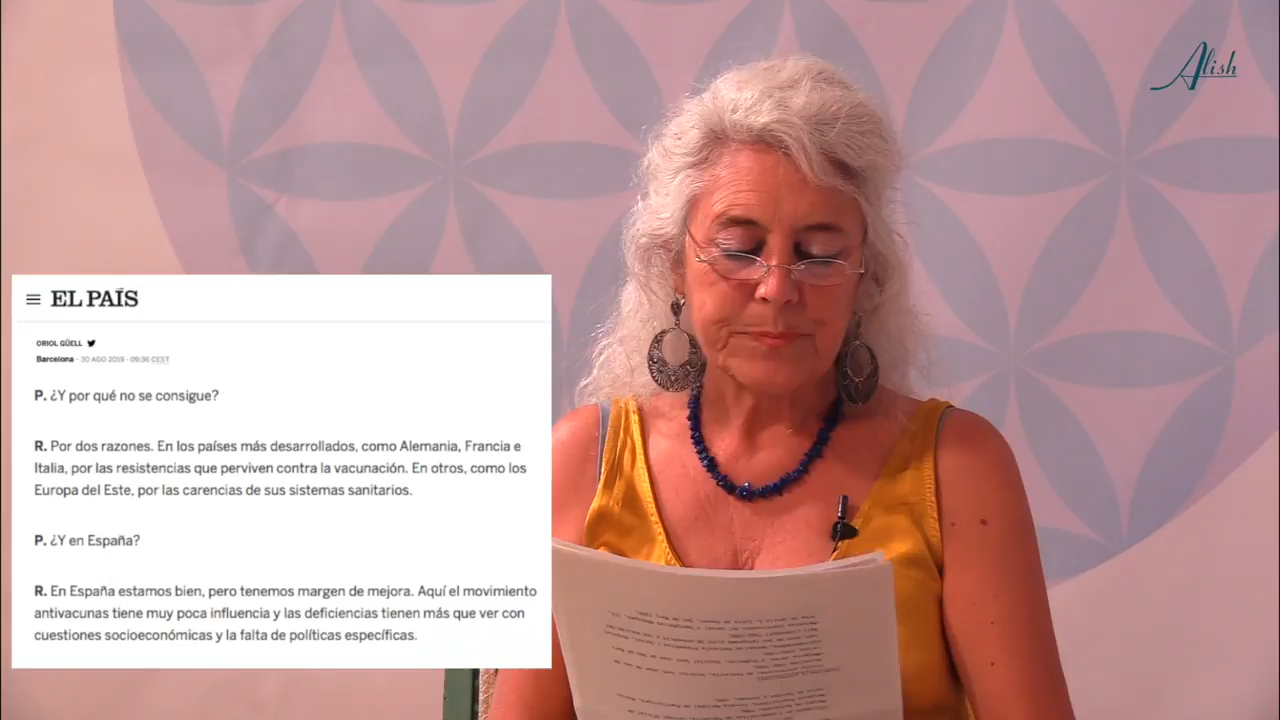 Alish
EL PAÍS
ORIOL GÜELL
Barcelona - 30 AGO 2019 - 09:36 CEST
P. ¿Y por qué no se consigue?
R. Por dos razones. En los países más desarrollados, como Alemania, Francia e
Italia, por las resistencias que perviven contra la vacunación. En otros, como los
Europa del Este, por las carencias de sus sistemas sanitarios.
P. ¿Y en España?
R. En España estamos bien, pero tenemos margen de mejora. Aquí el movimiento
antivacunas tiene muy poca influencia y las deficiencias tienen más que ver con
cuestiones socioeconómicas y la falta de políticas específicas.